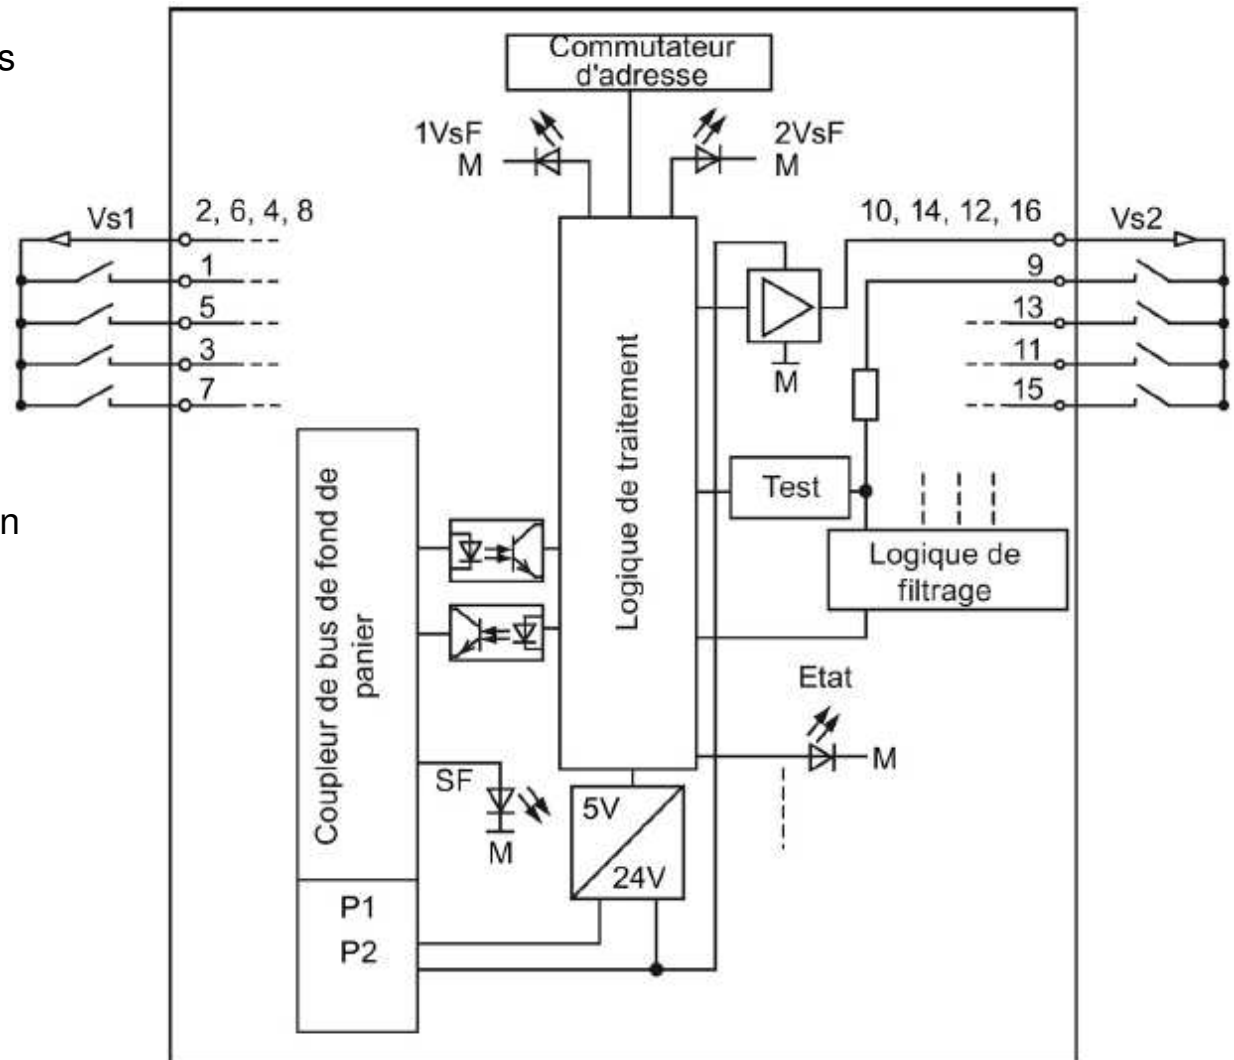 s
n
Commutateur
d'adresse
1VsF
M
2VsF
M
Vs1
2, 6, 4, 8
1
5
3
7
10, 14, 12, 16
Vs2
9
13
11
15
M
Logique de traitement
Test
Logique de
filtrage
Coupleur de bus de fond de
panier
Etat
M
SF
M
5V
24V
P1
P2